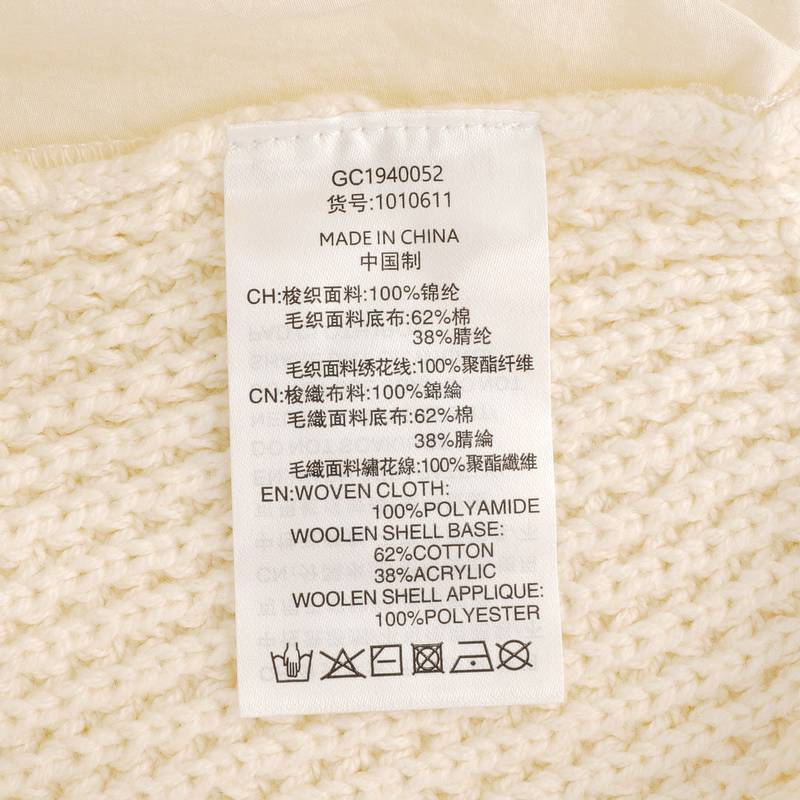 GC1940052
货号:1010611
MADE IN CHINA
中国制
CH:梭织面料:100%锦纶
毛织面料底布:62%棉
38%腈纶
毛织面料绣花线:100%聚酯纤维
CN:梭織布料:100%錦綸
毛織面料底布:62%棉
38%腈綸
毛織面料繡花線:100%聚酯纖維
EN:WOVEN CLOTH:
100%POLYAMIDE
WOOLEN SHELL BASE:
62%COTTON
38%ACRYLIC
WOOLEN SHELL APPLIQUE:
100%POLYESTER